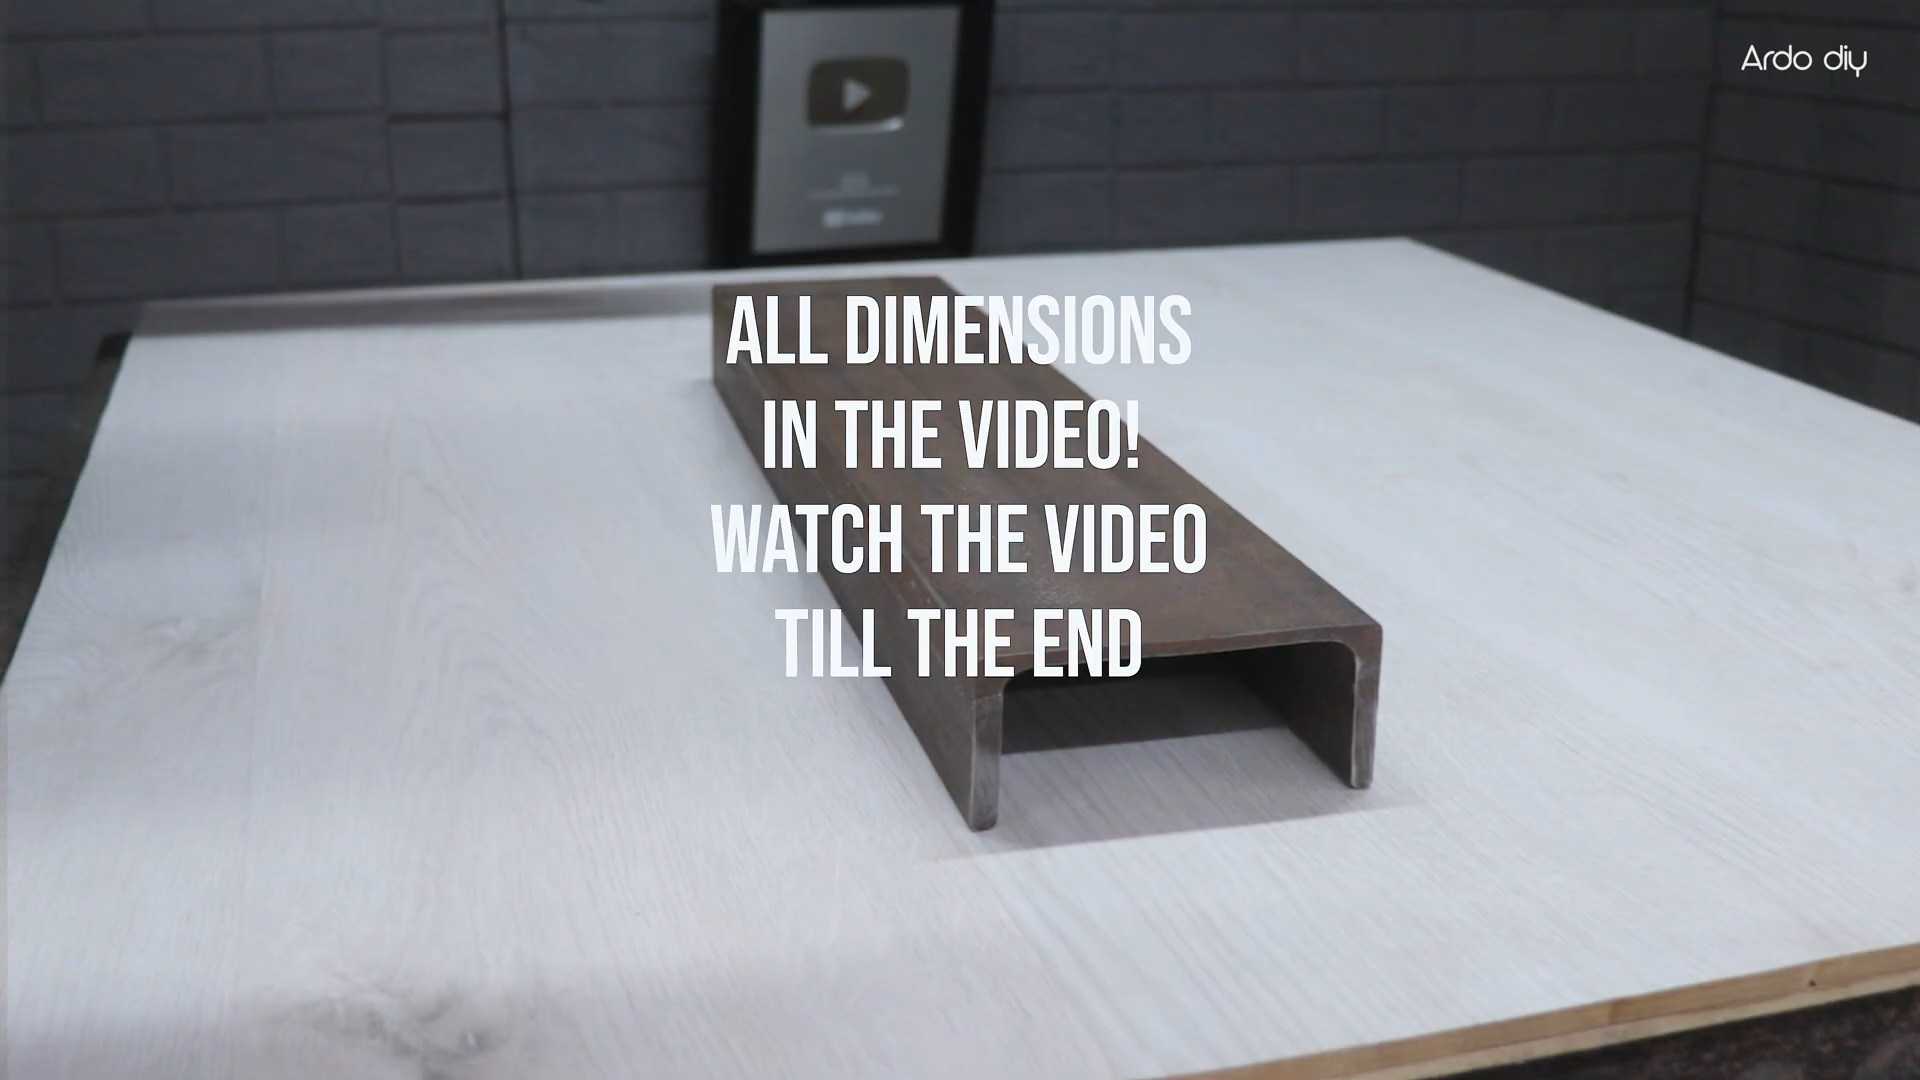 Ardo diy
ALL DIMENSIONS
IN THE VIDEO!
WATCH THE VIDEO
TILL THE END